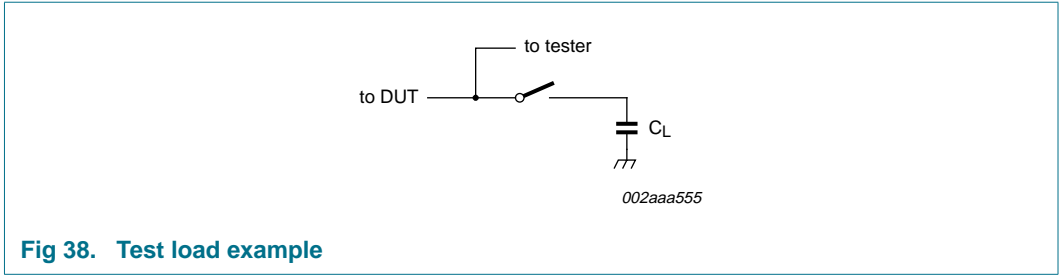 to tester
to DUT
CL
002aaa555
Fig 38. Test load example